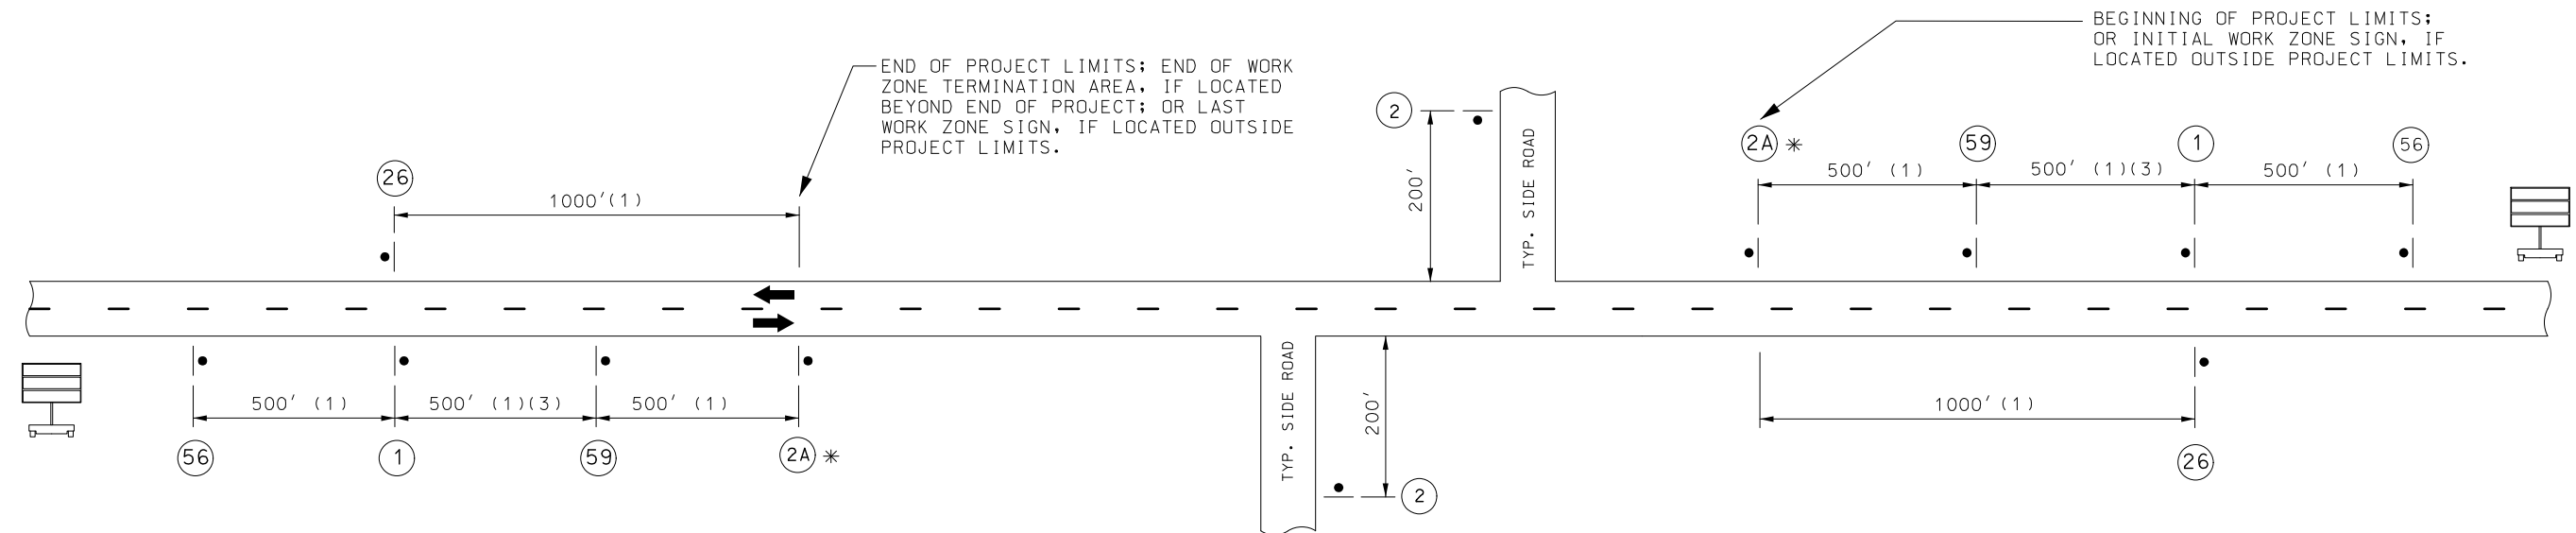 BEGINNING OF PROJECT LIMITS;
OR INITIAL WORK ZONE SIGN, IF
LOCATED OUTSIDE PROJECT LIMITS.
END OF PROJECT LIMITS; END OF WORK
ZONE TERMINATION AREA, IF LOCATED
BEYOND END OF PROJECT; OR LAST
WORK ZONE SIGN, IF LOCATED OUTSIDE
PROJECT LIMITS.
2
200'
TYP. SIDE ROAD
2A *
59
1
56
500' (1)
500' (1)(3)
500' (1)
26
1000'(1)
500' (1)
500' (1)(3)
500' (1)
56
1
59
2A *
TYP. SIDE ROAD
200'
2
1000'(1)
26